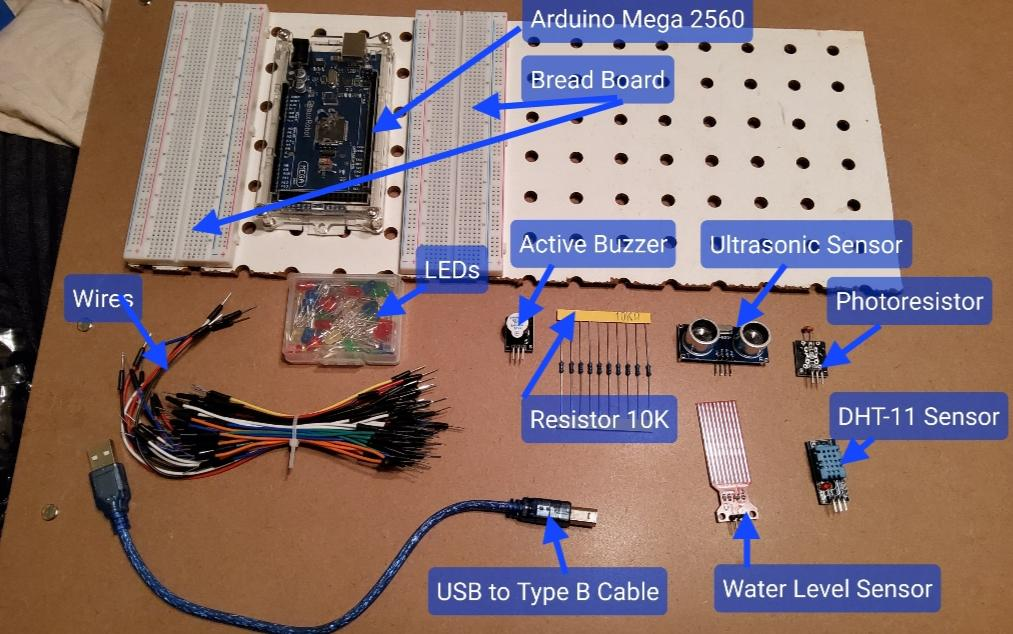 Arduino Mega 2560
Bread Board
Active Buzzer
Ultrasonic Sensor
LEDs
Wires
Photoresistor
10KΩ
Resistor 10K
DHT-11 Sensor
USB to Type B Cable
Water Level Sensor
MEGA